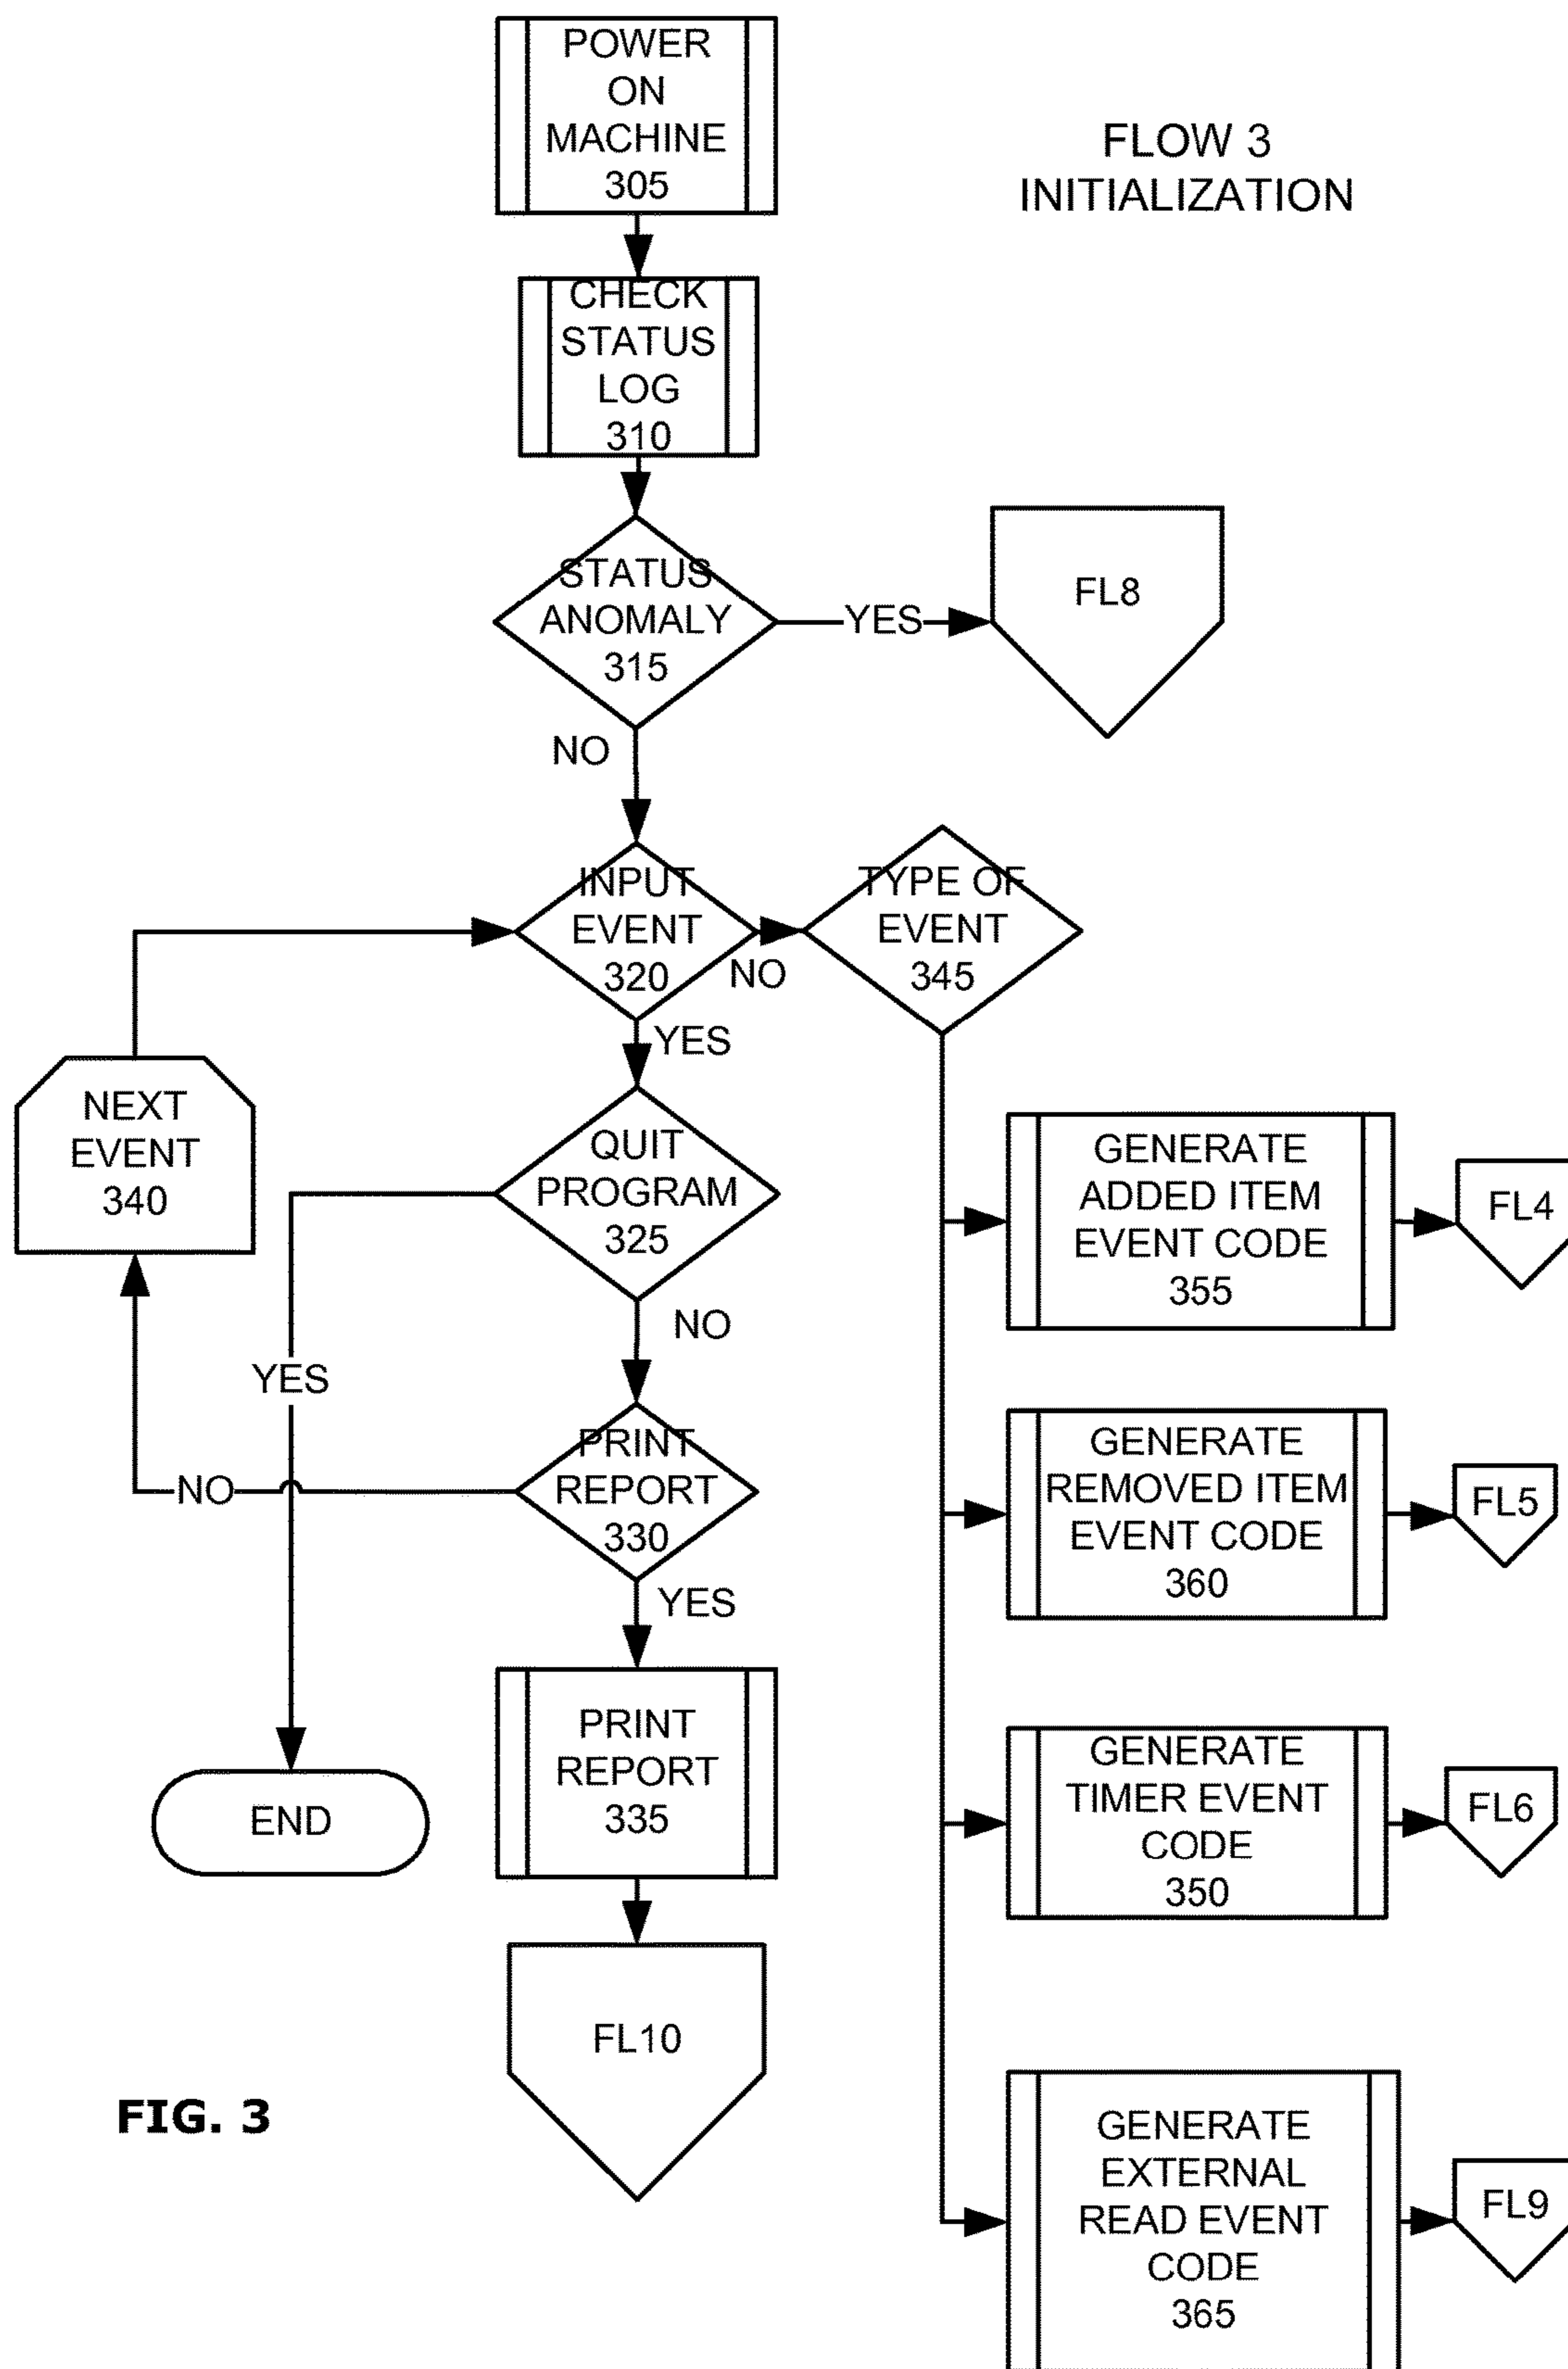 POWER
ON
MACHINE
305
FLOW 3
INITIALIZATION
CHECK
STATUS
LOG
310
STATUS
ANOMALY
315
YES
FL8
NO
INPUT
EVENT
320
NO
TYPE OF
EVENT
345
YES
NEXT
EVENT
340
QUIT
PROGRAM
325
GENERATE
ADDED ITEM
EVENT CODE
355
FL4
NO
YES
PRINT
REPORT
330
NO
GENERATE
REMOVED ITEM
EVENT CODE
360
FL5
YES
PRINT
REPORT
335
GENERATE
TIMER EVENT
CODE
350
FL6
END
FL10
FIG. 3
GENERATE
EXTERNAL
READ EVENT
CODE
365
FL9